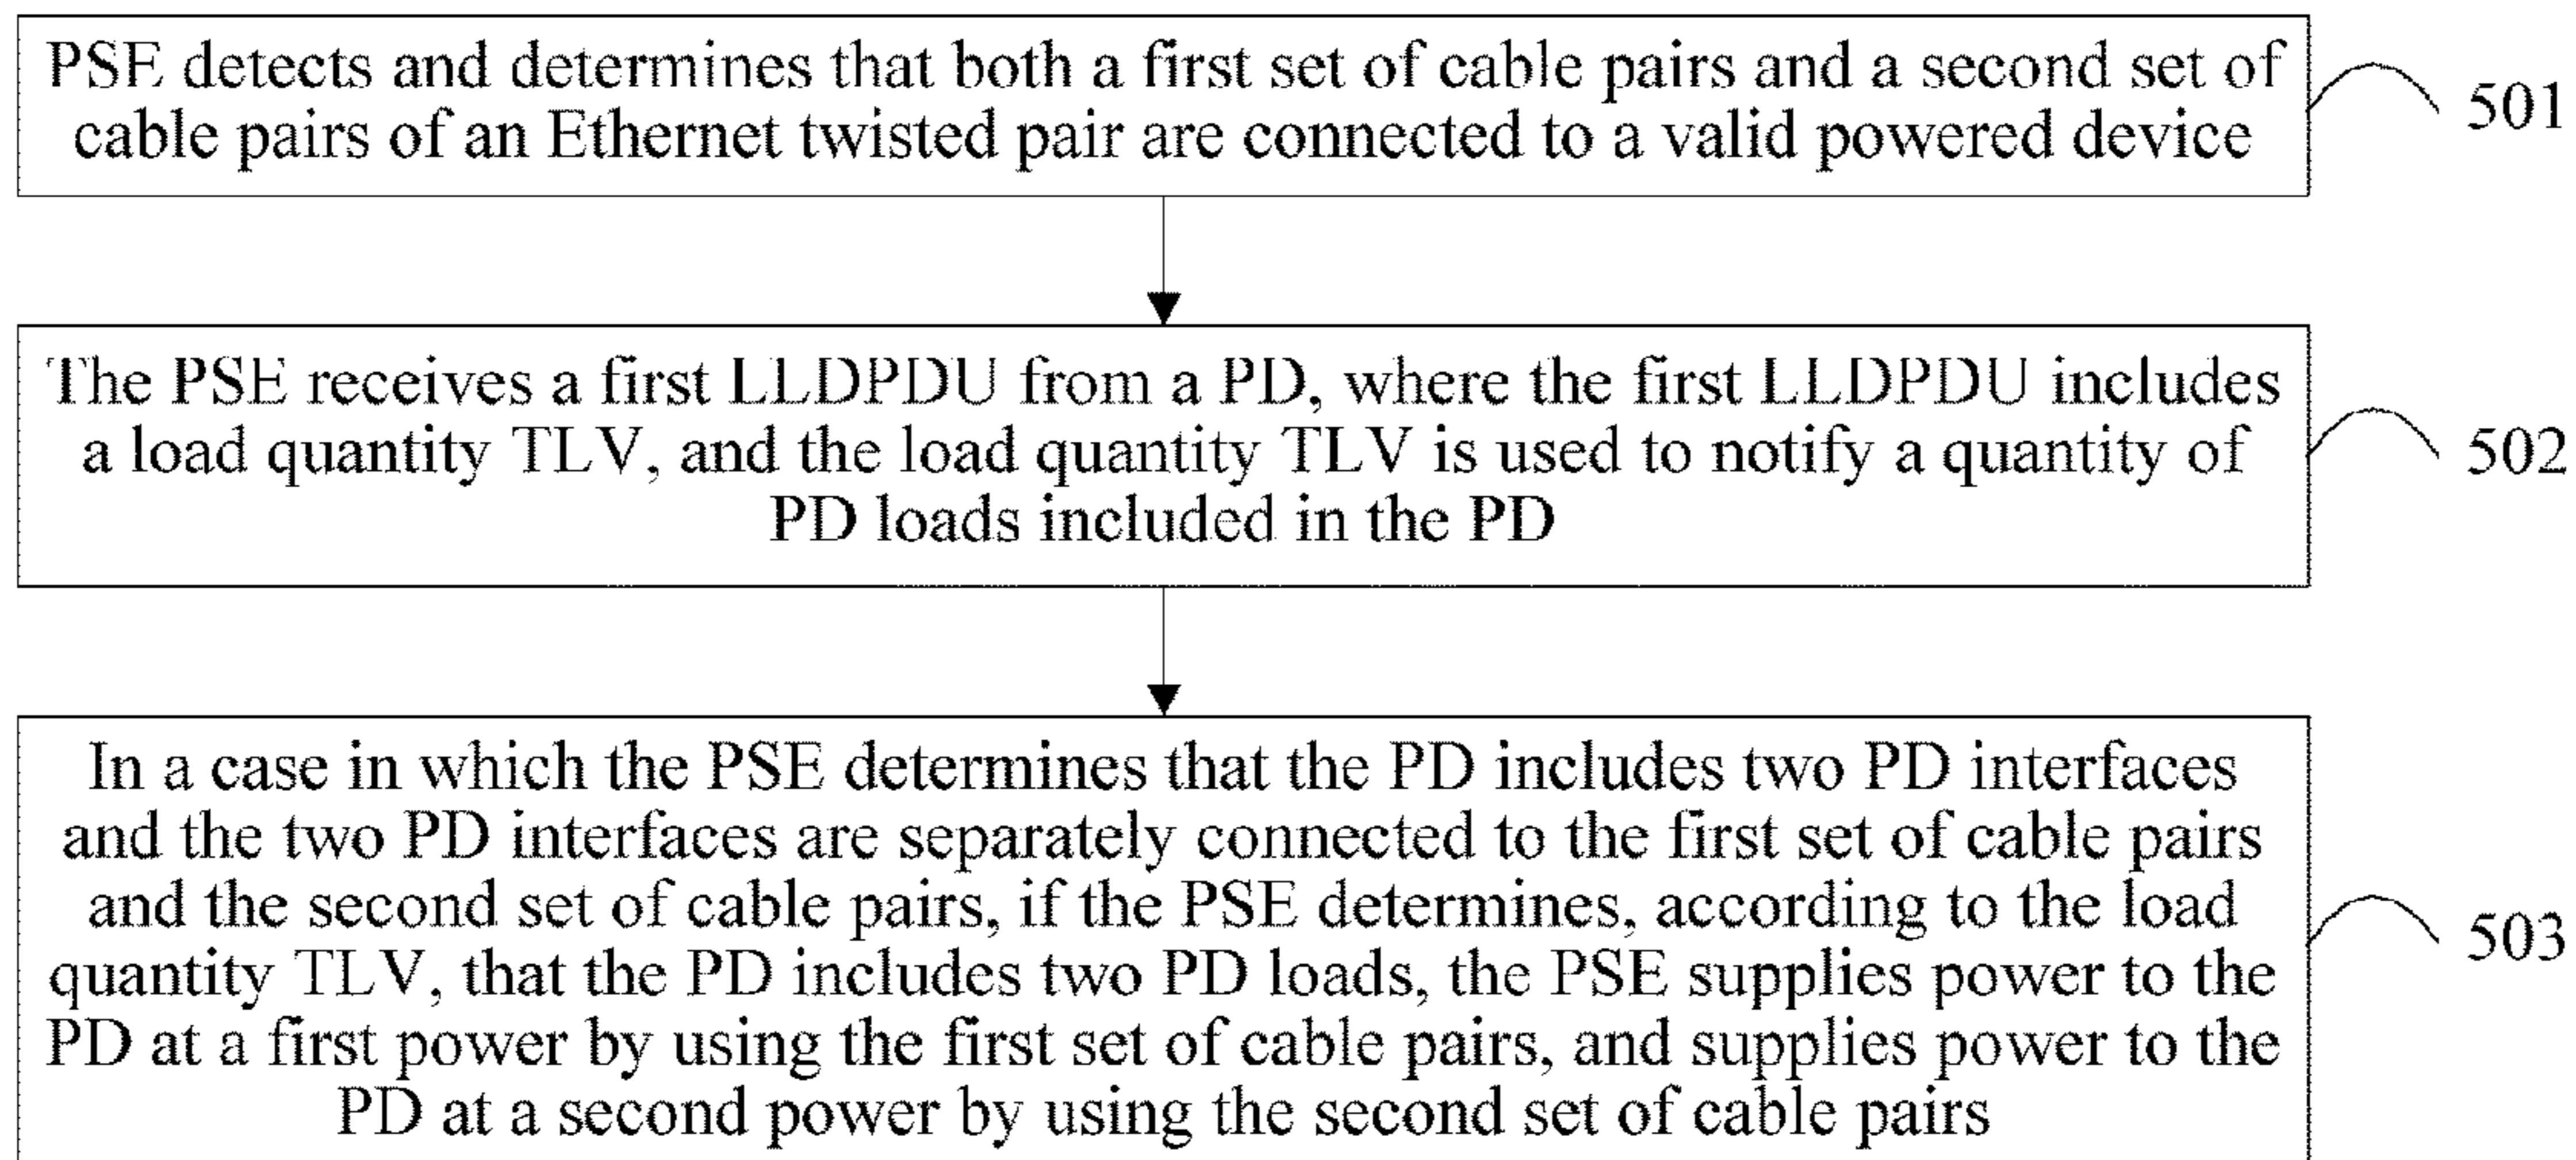 PSE detects and determines that both a first set of cable pairs and a second set of
cable pairs of an Ethernet twisted pair are connected to a valid powered device
501
The PSE receives a first LLDPDU from a PD, where the first LLDPDU includes
a load quantity TLV, and the load quantity TLV is used to notify a quantity of
PD loads included in the PD
502
In a case in which the PSE determines that the PD includes two PD interfaces
and the two PD interfaces are separately connected to the first set of cable pairs
and the second set of cable pairs, if the PSE determines, according to the load
quantity TLV, that the PD includes two PD loads, the PSE supplies power to the
PD at a first power by using the first set of cable pairs, and supplies power to the
PD at a second power by using the second set of cable pairs
503